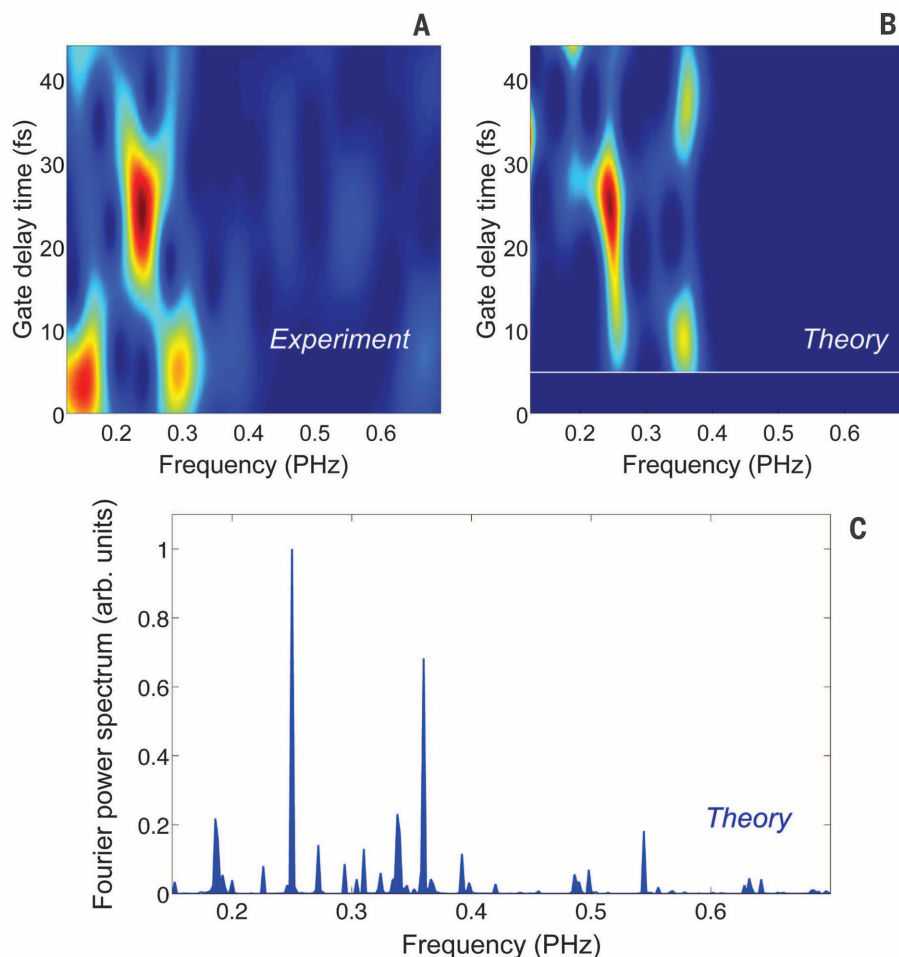 A
Gate delay time (fs)
40
30
20
10
0
Experiment
0.2 0.3 0.4 0.5 0.6
Frequency (PHz)
B
Gate delay time (fs)
40
30
20
10
0
Theory
0.2 0.3 0.4 0.5 0.6
Frequency (PHz)
C
Fourier power spectrum (arb. units)
1
0.8
0.6
0.4
0.2
0
Theory
0.2 0.3 0.4 0.5 0.6
Frequency (PHz)